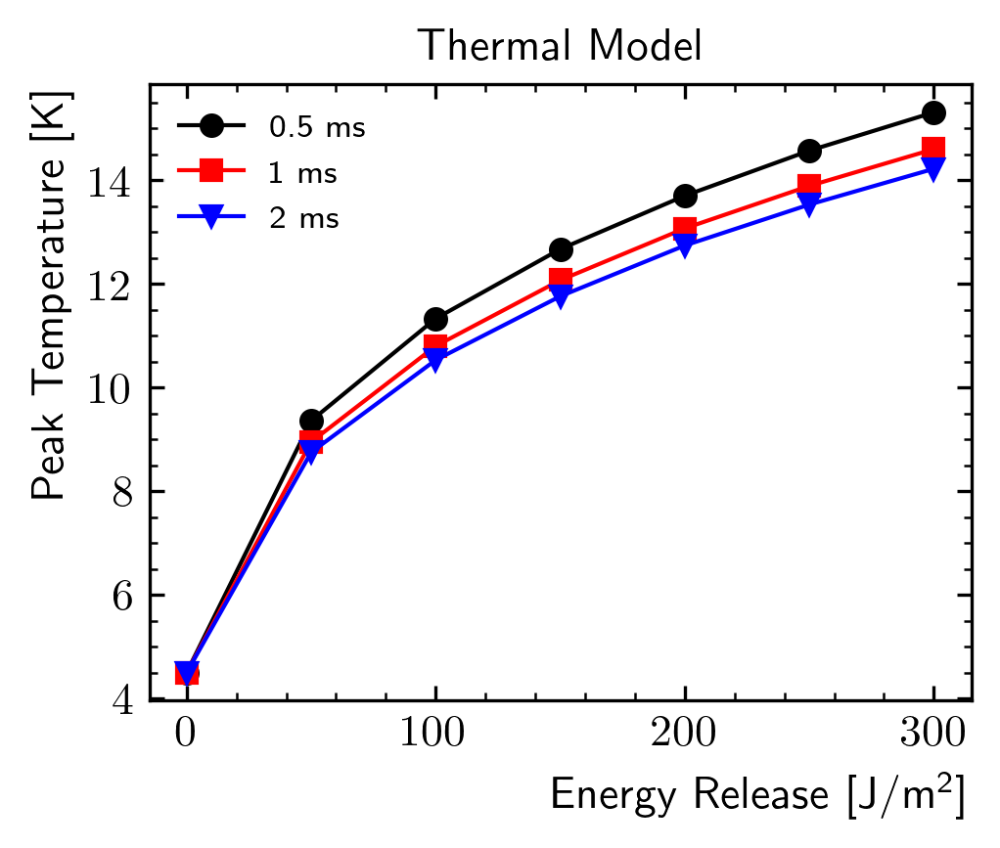 Thermal Model
Peak Temperature [K]
0.5 ms
1 ms
2 ms
14
12
10
8
6
4
0 100 200 300
Energy Release [J/m²]